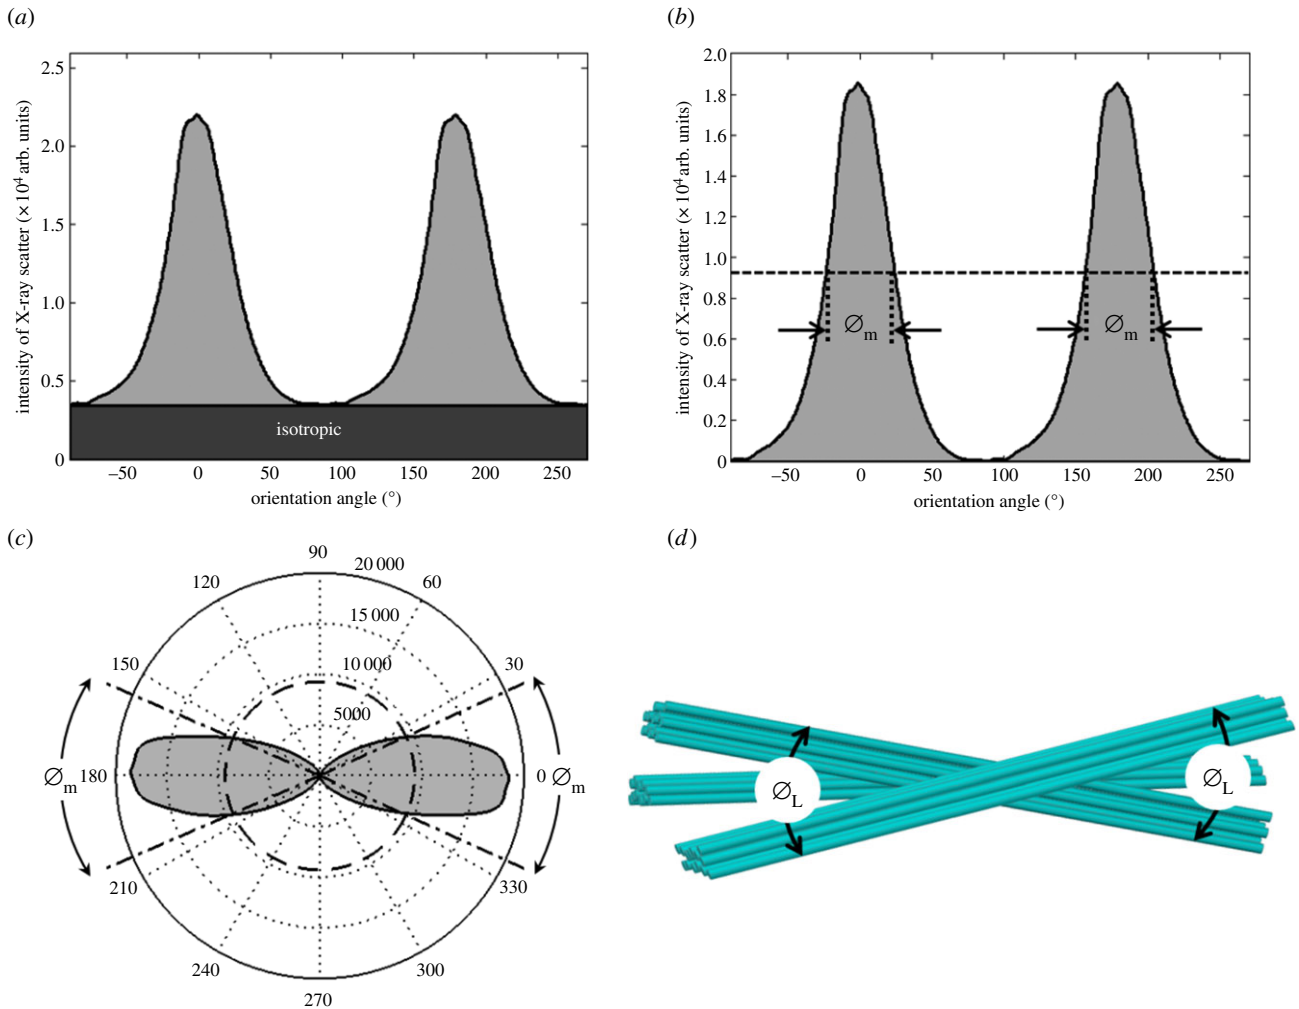 (a)
intensity of X-ray scatter (× 10⁴ arb. units)
2.5
2.0
1.5
1.0
0.5
0
isotropic
–50 0 50 100 150 200 250
orientation angle (°)
(b)
intensity of X-ray scatter (× 10⁴ arb. units)
2.0
1.8
1.6
1.4
1.2
1.0
0.8
0.6
0.4
0.2
0
∅m ∅m
–50 0 50 100 150 200 250
orientation angle (°)
(c)
90
20 000
120 60
15 000
150 10 000 30
5000
∅m 180 0 ∅m
210 330
240 300
270
(d)
∅L ∅L